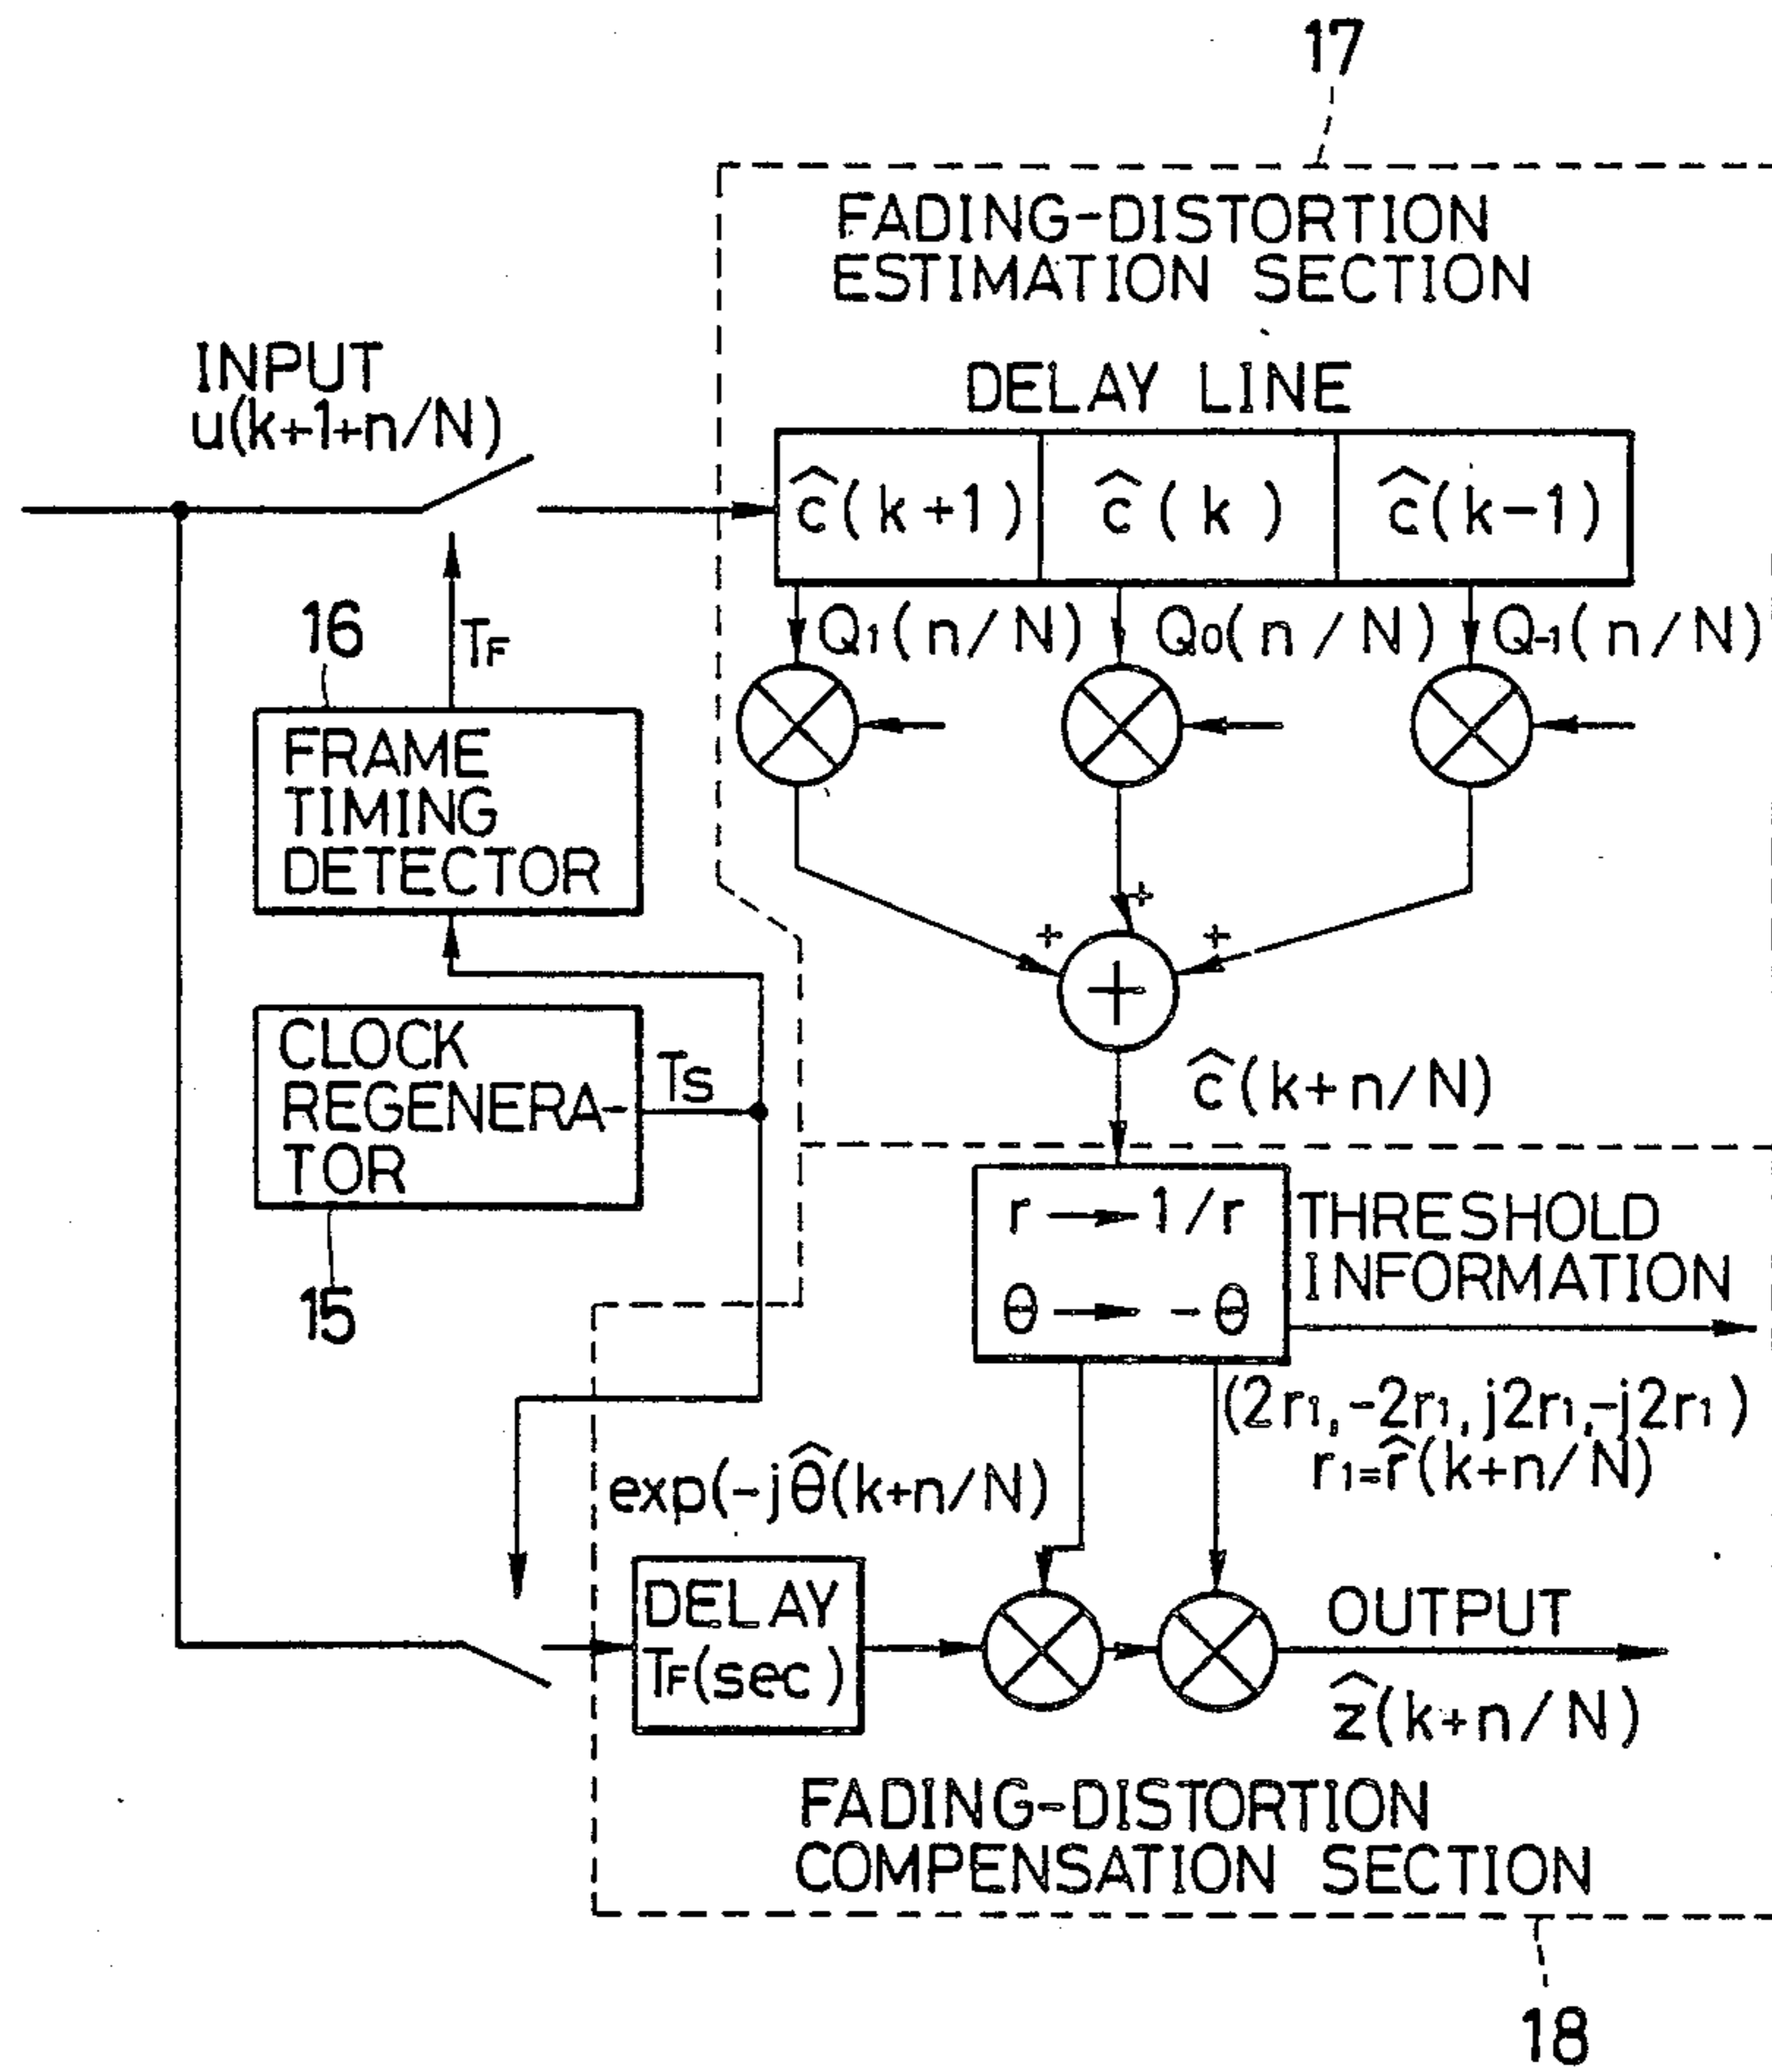 17
FADING-DISTORTION
ESTIMATION SECTION
INPUT
u(k+1+n/N)
DELAY LINE
ĉ(k+1) ĉ(k) ĉ(k-1)
Q1(n/N) Q0(n/N) Q-1(n/N)
16
TF
FRAME
TIMING
DETECTOR
+ + +
+
CLOCK
REGENERA-
TOR
TS
ĉ(k+n/N)
15
r → 1/r
θ → -θ
THRESHOLD
INFORMATION
(2r1,-2r1,j2r1,-j2r1)
r1=r̂(k+n/N)
exp(-jθ̂(k+n/N)
DELAY
TF(sec)
OUTPUT
ẑ(k+n/N)
FADING-DISTORTION
COMPENSATION SECTION
18